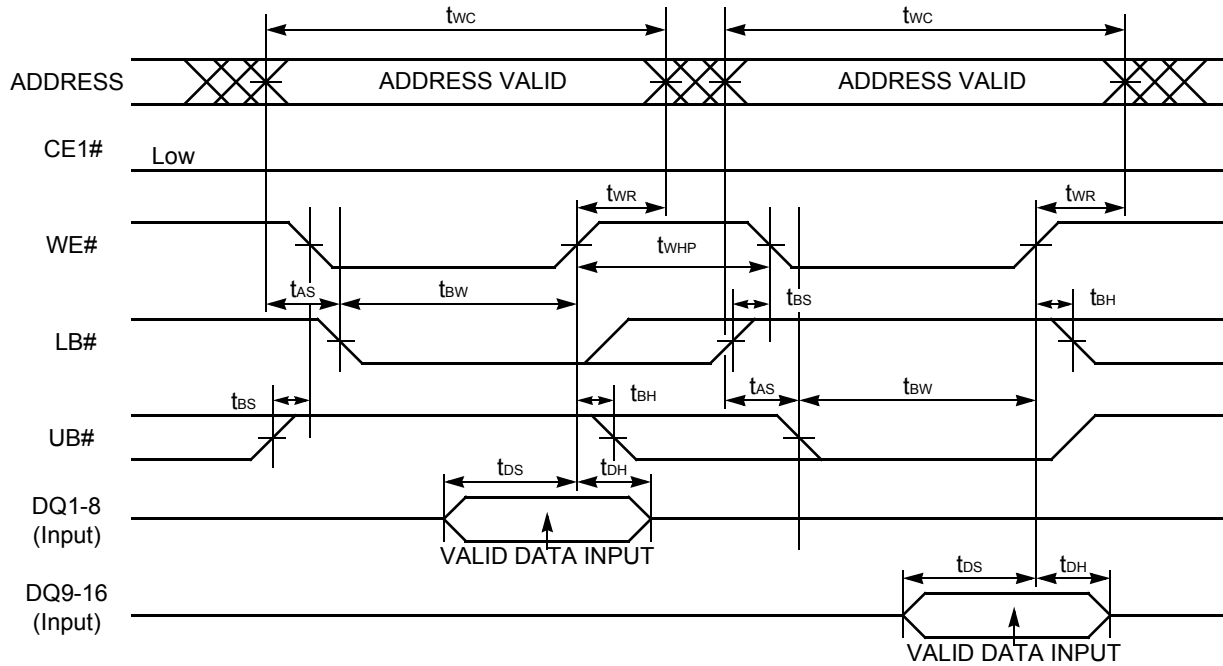 tWC tWC
ADDRESS ADDRESS VALID ADDRESS VALID
CE1# Low
tWR tWR
WE#
tWHP
tAS tBW tBS tBH
LB#
tBS tBH tAS tBW
UB#
tDS tDH
DQ1-8
(Input)
VALID DATA INPUT
tDS tDH
DQ9-16
(Input)
VALID DATA INPUT